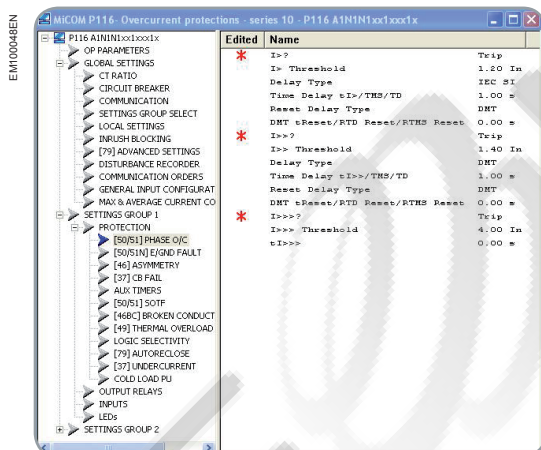 EM100048EN
MiCOM P116- Overcurrent protections - series 10 - P116 A1N1N1xx1xxx1x
P116 A1N1N1xx1xxx1x
OP PARAMETERS
GLOBAL SETTINGS
CT RATIO
CIRCUIT BREAKER
COMMUNICATION
SETTINGS GROUP SELECT
LOCAL SETTINGS
INRUSH BLOCKING
[79] ADVANCED SETTINGS
DISTURBANCE RECORDER
COMMUNICATION ORDERS
GENERAL INPUT CONFIGURAT
MAX & AVERAGE CURRENT CO
SETTINGS GROUP 1
PROTECTION
[50/51] PHASE O/C
[50/51N] E/GND FAULT
[46] ASYMMETRY
[37] CB FAIL
AUX TIMERS
[50/51] SOTF
[46BC] BROKEN CONDUCT
[49] THERMAL OVERLOAD
LOGIC SELECTIVITY
[79] AUTORECLOSE
[37] UNDERCURRENT
COLD LOAD PU
OUTPUT RELAYS
INPUTS
LEDs
SETTINGS GROUP 2
Edited Name
* I>? Trip
I> Threshold 1.20 In
Delay Type IEC SI
Time Delay tI>/TMS/TD 1.00 s
Reset Delay Type DMT
DMT tReset/RTD Reset/RTMS Reset 0.00 s
* I>>? Trip
I>> Threshold 1.40 In
Delay Type DMT
Time Delay tI>>/TMS/TD 1.00 s
Reset Delay Type DMT
DMT tReset/RTD Reset/RTMS Reset 0.00 s
* I>>>? Trip
I>>> Threshold 4.00 In
tI>>> 0.00 s